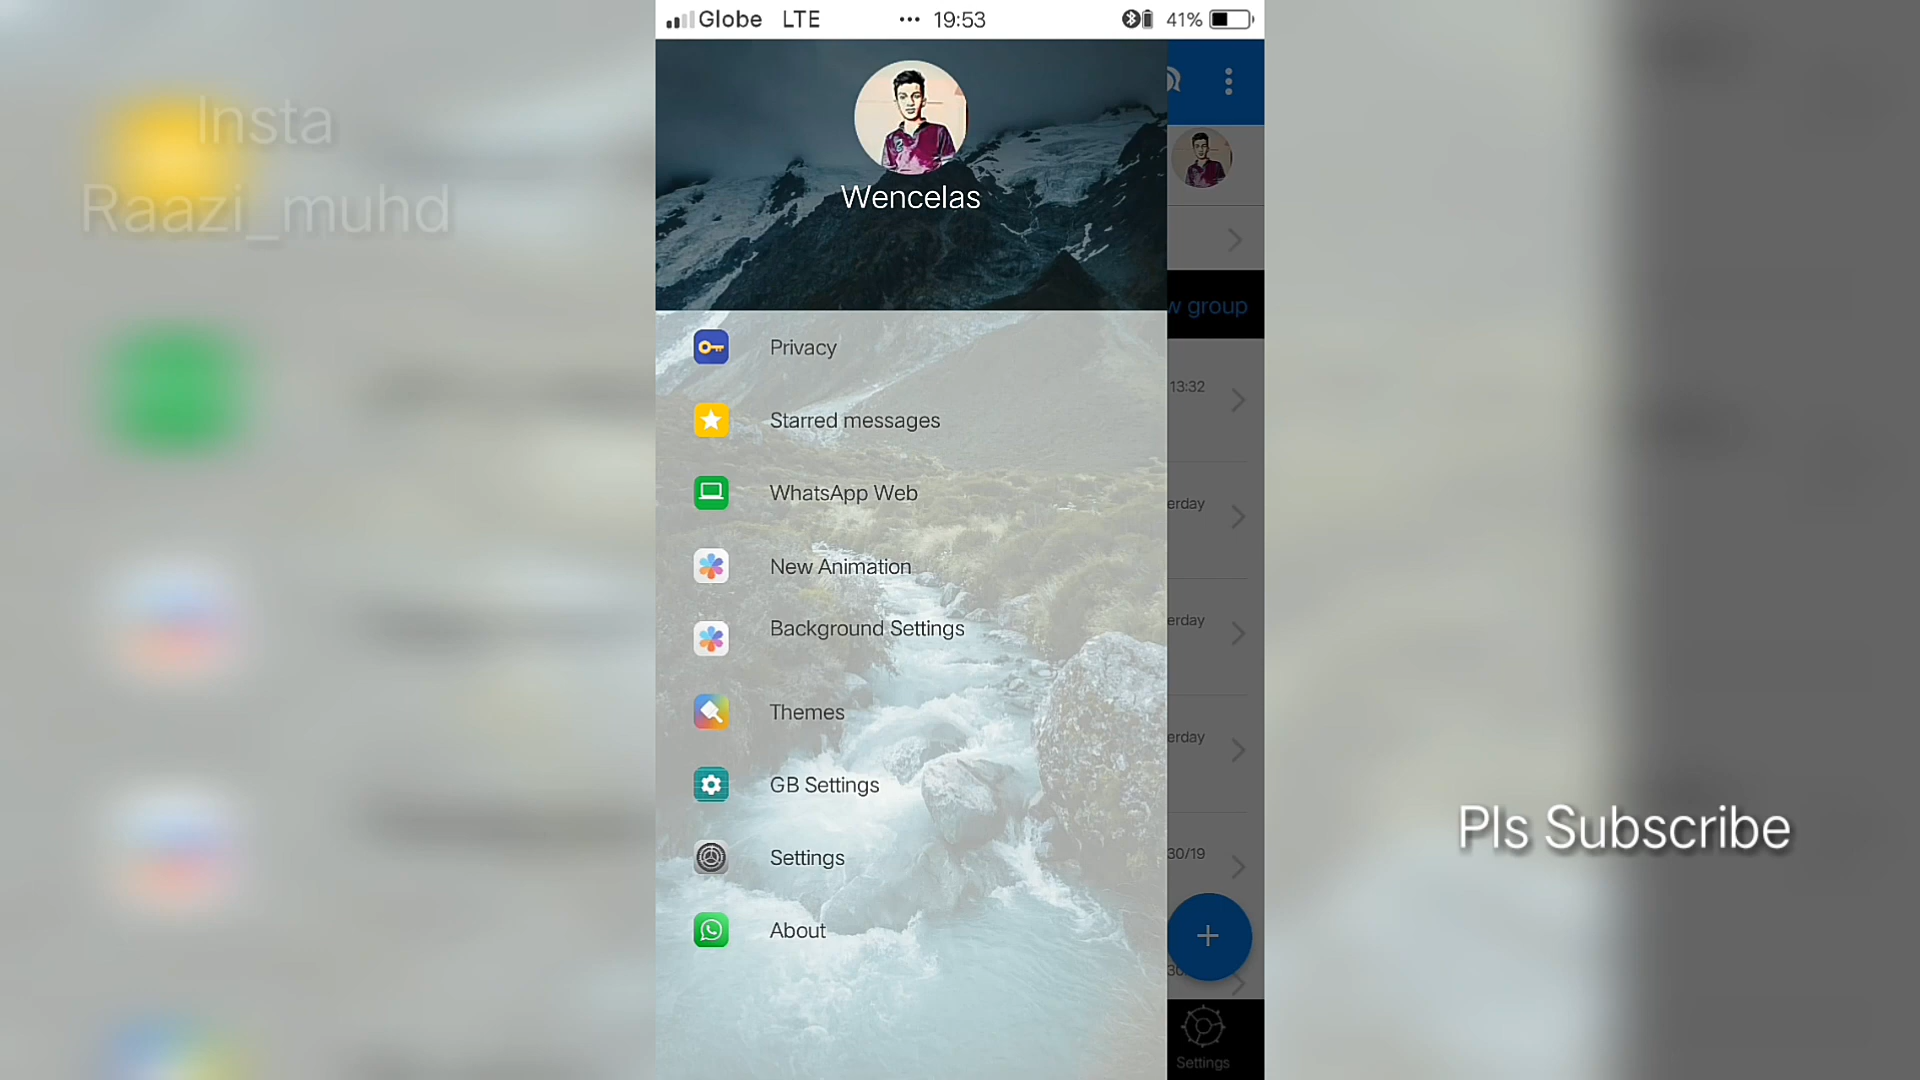 Globe LTE ••• 19:53 41%
Insta
Raazi_muhd
Wencelas
w group
Privacy
13:32
Starred messages
WhatsApp Web
erday
New Animation
Background Settings
erday
Themes
erday
GB Settings
Settings
30/19
About
30
Settings
Pls Subscribe